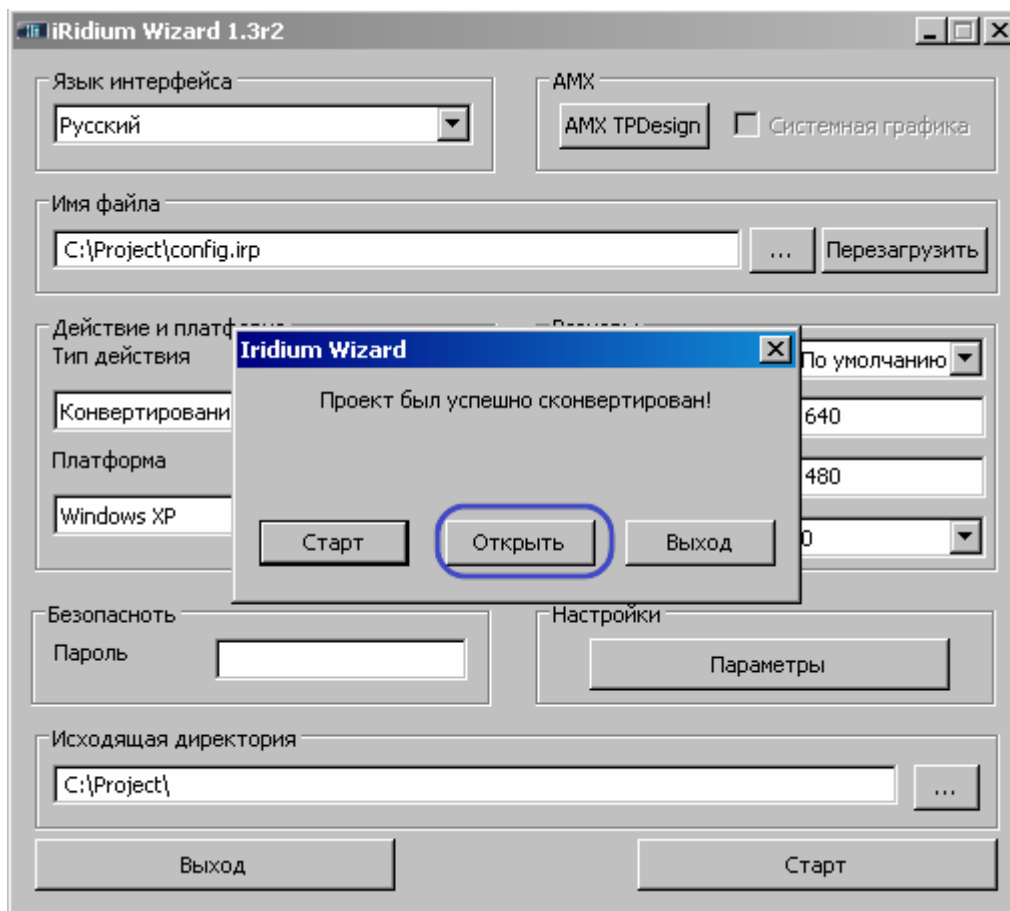 iRidium Wizard 1.3r2
Язык интерфейса
Русский
AMX
AMX TPDesign
Системная графика
Имя файла
C:\Project\config.irp
...
Перезагрузить
Действие и
Тип действия
Iridium Wizard
По умолчанию
Проект был успешно сконвертирован!
640
Платформа
480
Windows XP
Старт
Открыть
Выход
Безопасноть
Пароль
Настройки
Параметры
Исходящая директория
C:\Project\
...
Выход
Старт